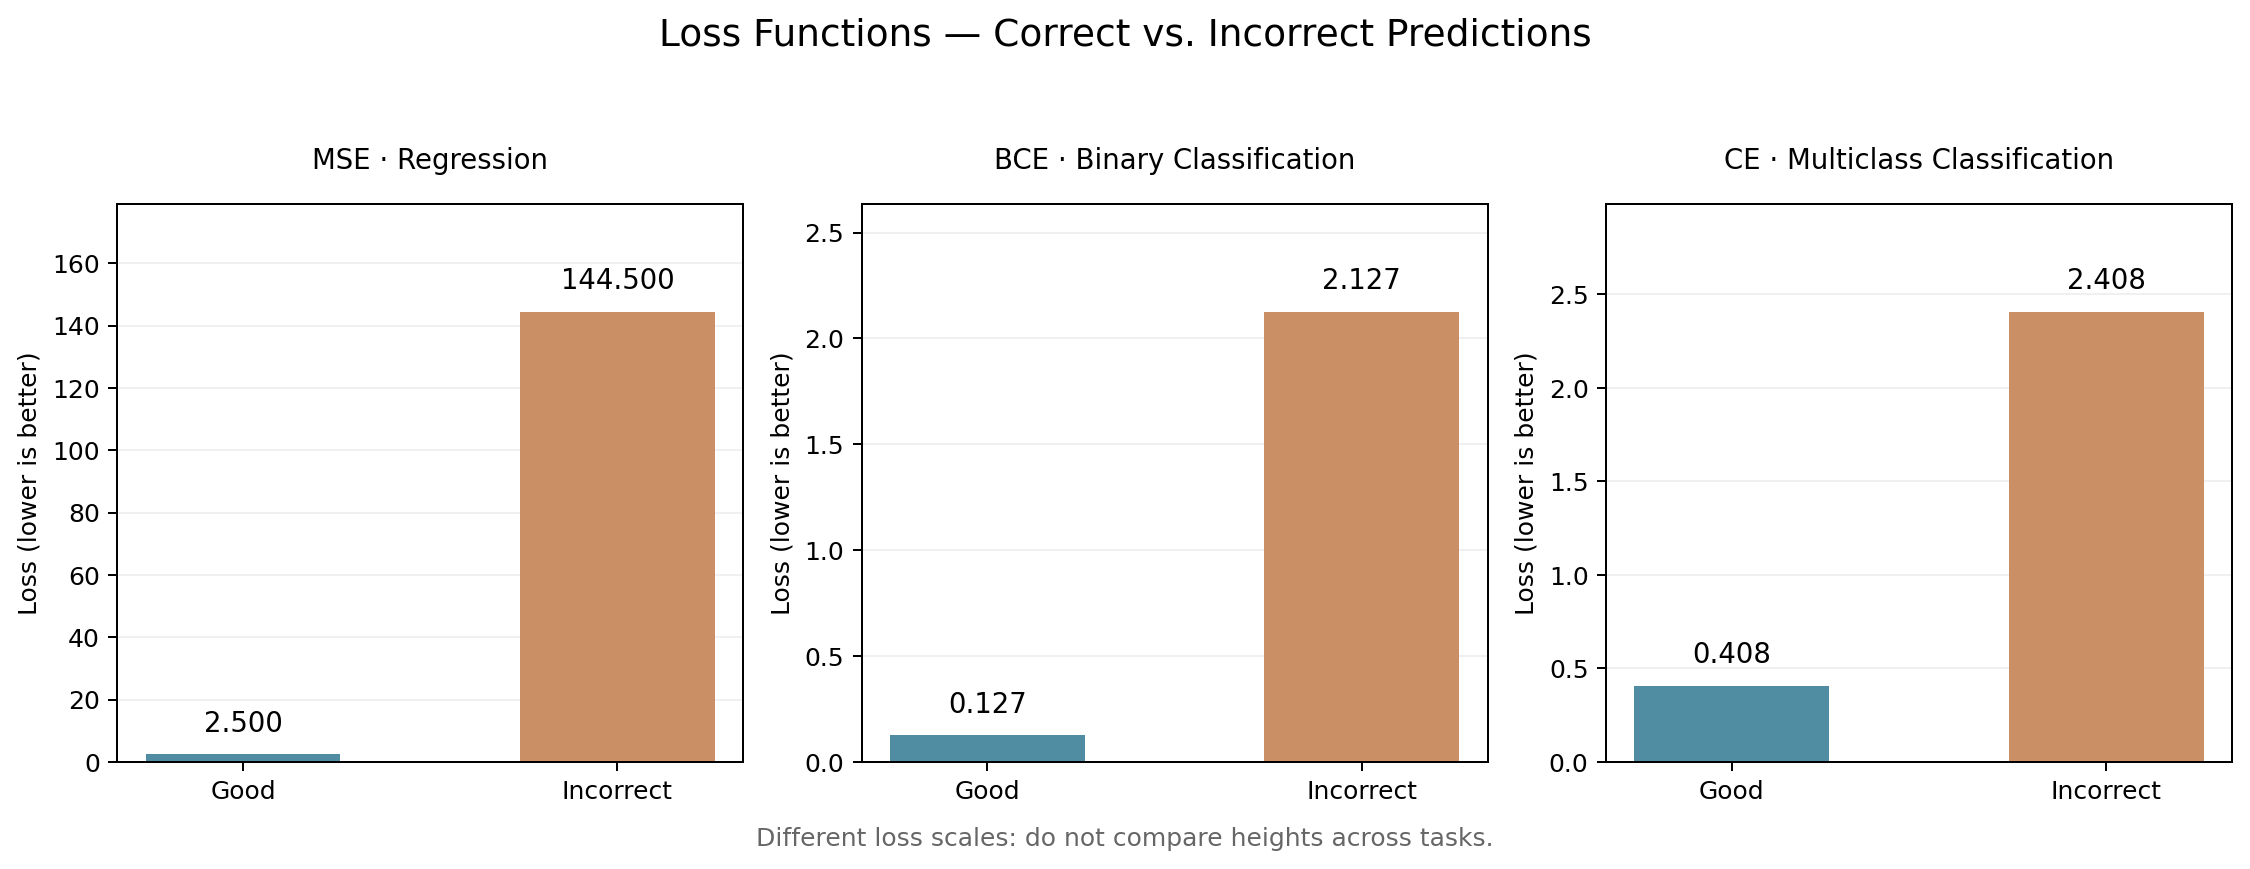 Loss Functions — Correct vs. Incorrect Predictions
MSE · Regression
Loss (lower is better)
160
140
120
100
80
60
40
20
0
2.500
144.500
Good
Incorrect
BCE · Binary Classification
Loss (lower is better)
2.5
2.0
1.5
1.0
0.5
0.0
0.127
2.127
Good
Incorrect
CE · Multiclass Classification
Loss (lower is better)
2.5
2.0
1.5
1.0
0.5
0.0
0.408
2.408
Good
Incorrect
Different loss scales: do not compare heights across tasks.